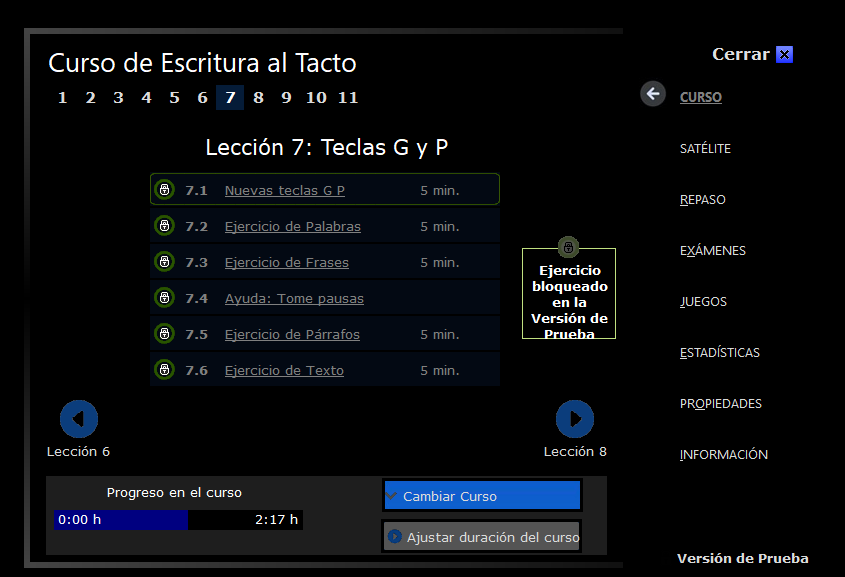 Curso de Escritura al Tacto
1 2 3 4 5 6 7 8 9 10 11
Lección 7: Teclas G y P
7.1 Nuevas teclas G P 5 min.
7.2 Ejercicio de Palabras 5 min.
7.3 Ejercicio de Frases 5 min.
7.4 Ayuda: Tome pausas
7.5 Ejercicio de Párrafos 5 min.
7.6 Ejercicio de Texto 5 min.
Ejercicio
bloqueado
en la
Versión de
Prueba
Lección 6
Lección 8
Progreso en el curso
0:00 h 2:17 h
Cambiar Curso
Ajustar duración del curso
Cerrar
CURSO
SATÉLITE
REPASO
EXÁMENES
JUEGOS
ESTADÍSTICAS
PROPIEDADES
INFORMACIÓN
Versión de Prueba